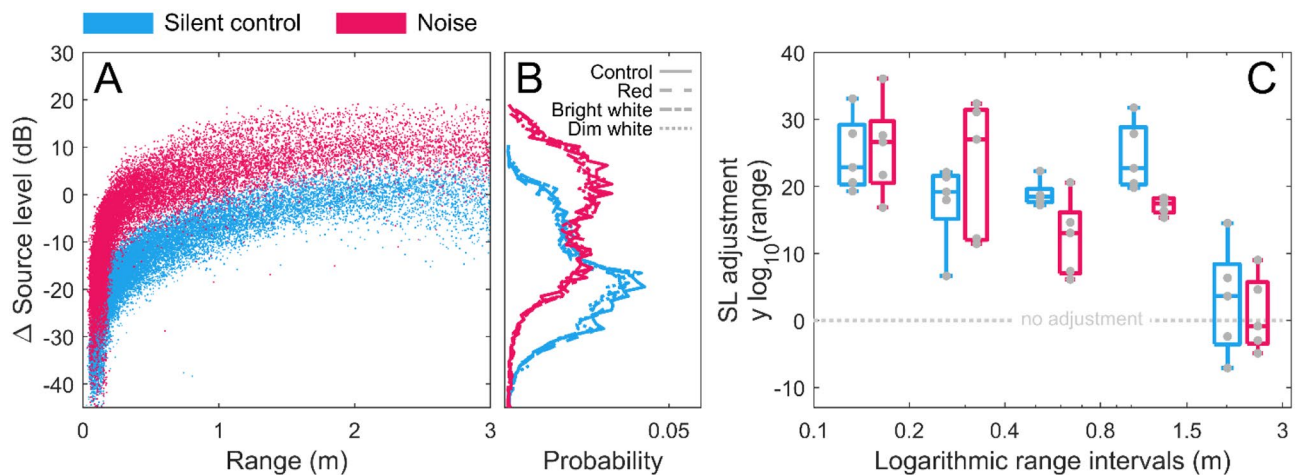 Silent control
Noise
A
Δ Source level (dB)
30
20
10
0
-10
-20
-30
-40
0
1
2
3
Range (m)
B
Control
Red
Bright white
Dim white
0.05
Probability
C
SL adjustment
y log10(range)
40
30
20
10
0
-10
no adjustment
0.1
0.2
0.4
0.8
1.5
3
Logarithmic range intervals (m)